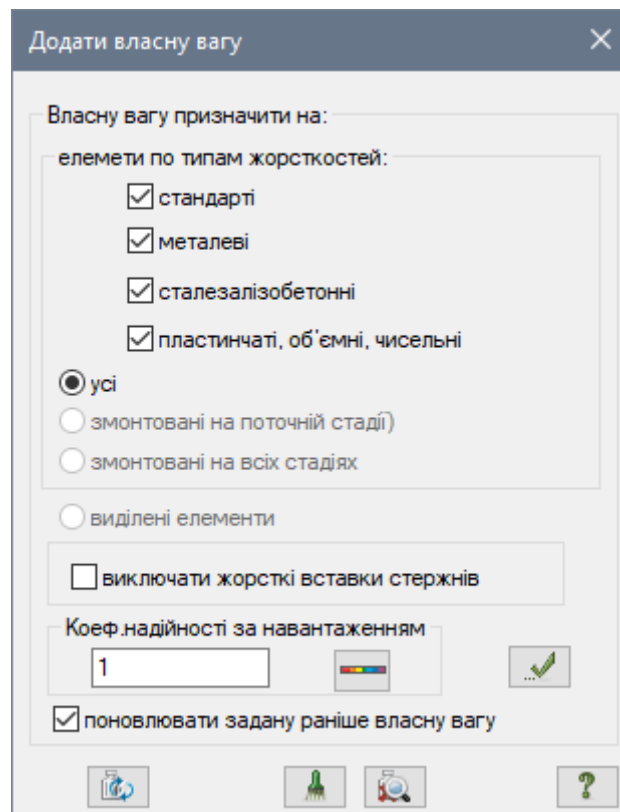 Додати власну вагу
Власну вагу призначити на:
елемети по типам жорсткостей:
стандарті
металеві
сталезалізобетонні
пластинчаті, об'ємні, чисельні
усі
змонтовані на поточній стадії)
змонтовані на всіх стадіях
виділені елементи
виключати жорсткі вставки стержнів
Коеф.надійності за навантаженням
1
поновлювати задану раніше власну вагу
?